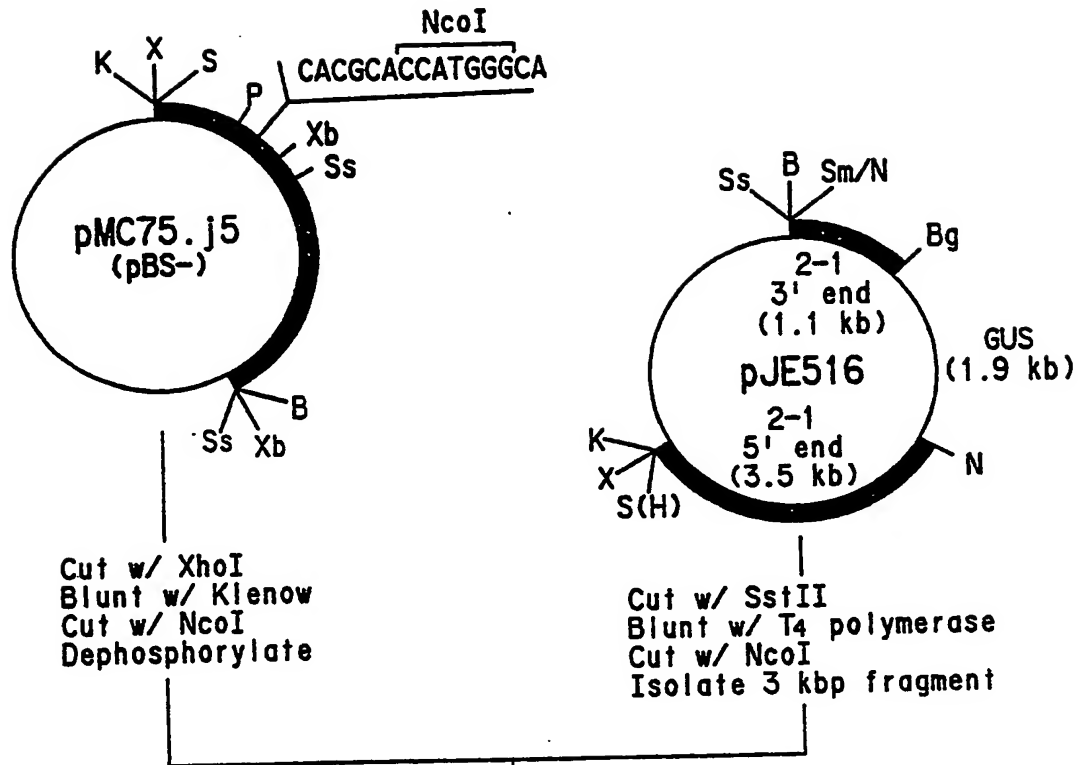 NcoI
CACGCACCATGGGCA
K X S
P
Xb
Ss
pMC75.j5
(pBS-)
B
Ss Xb
Cut w/ XhoI
Blunt w/ Klenow
Cut w/ NcoI
Dephosphorylate
Ss B Sm/N
Bg
2-1
3' end
(1.1 kb)
GUS
(1.9 kb)
pJE516
2-1
5' end
(3.5 kb)
K
X
S(H)
N
Cut w/ SstII
Blunt w/ T4 polymerase
Cut w/ NcoI
Isolate 3 kbp fragment